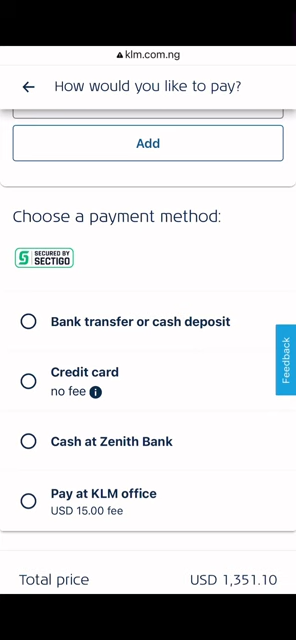 klm.com.ng
How would you like to pay?
Add
Choose a payment method:
SECURED BY
SECTIGO
Bank transfer or cash deposit
Feedback
Credit card
no fee
Cash at Zenith Bank
Pay at KLM office
USD 15.00 fee
Total price USD 1,351.10